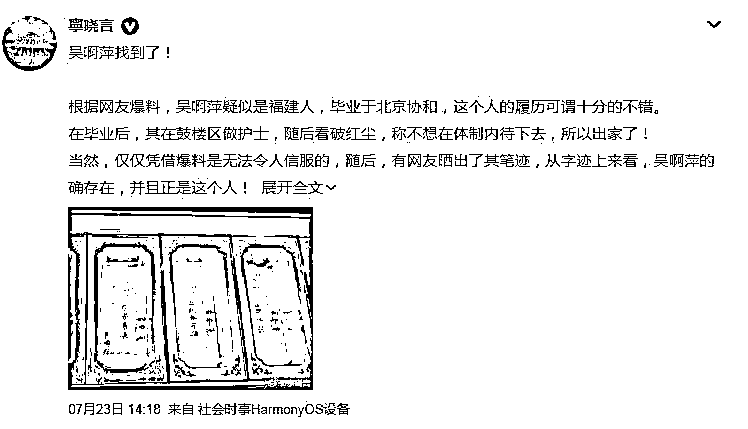 寧晓言
吴啊萍找到了！
根据网友爆料，吴啊萍疑似是福建人，毕业于北京协和，这个人的履历可谓十分的不错。
在毕业后，其在鼓楼区做护士，随后看破红尘，称不想在体制内待下去，所以出家了！
当然，仅仅凭借爆料是无法令人信服的，随后，有网友晒出了其笔迹，从字迹上来看，吴啊萍的
确存在，并且正是这个人！ 展开全文
07月23日 14:18 来自 社会时事HarmonyOS设备